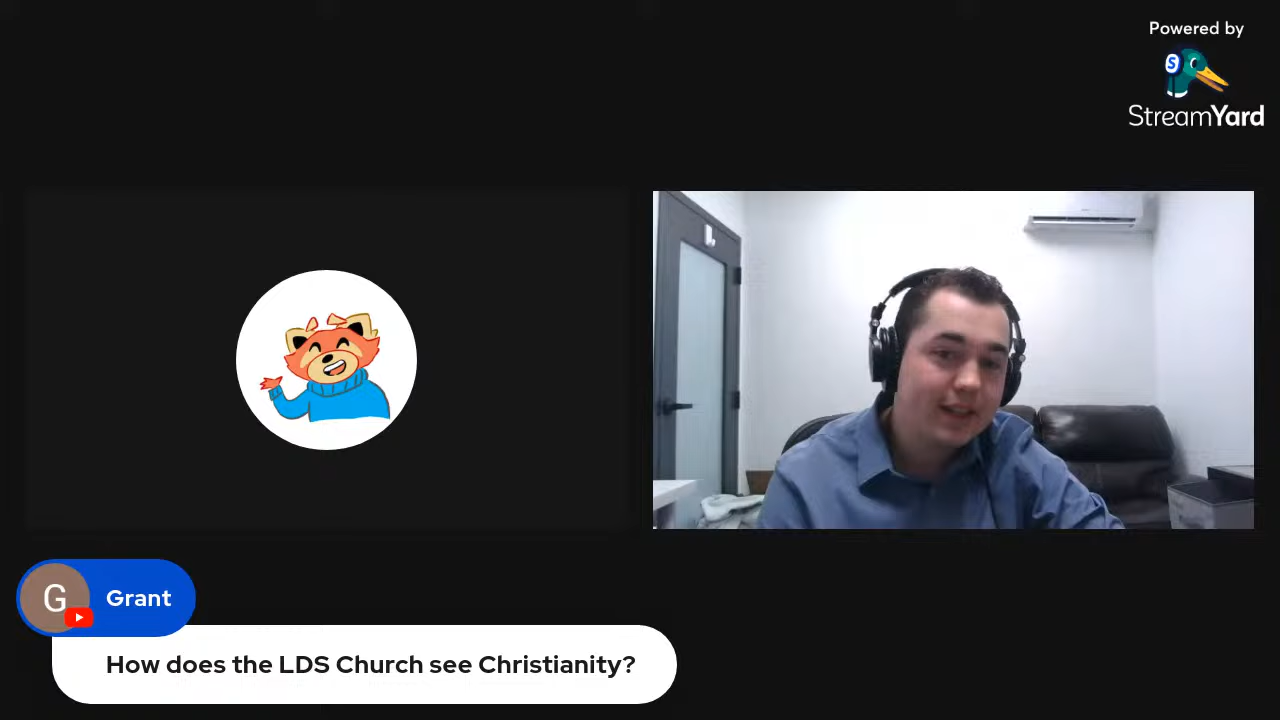 Powered by
S
StreamYard
G
Grant
How does the LDS Church see Christianity?